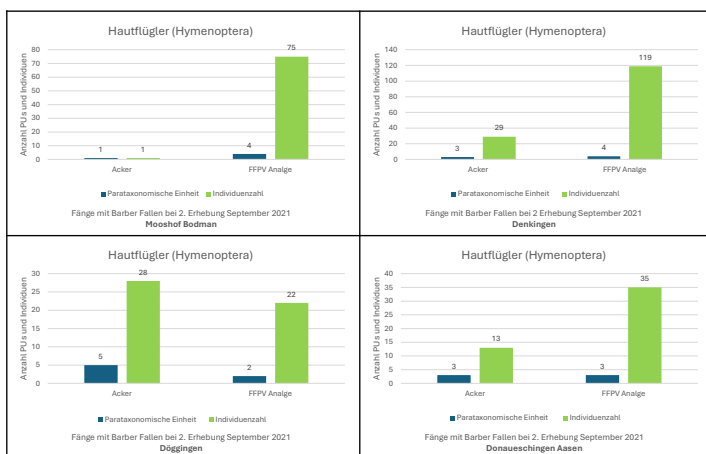 Hautflügler (Hymenoptera)
Anzahl PUs und Individuen
80
70
60
50
40
30
20
10
0
1
1
4
75
Acker
FFPV Analge
Parataxonomische Einheit
Individuenzahl
Fänge mit Barber Fallen bei 2. Erhebung September 2021
Mooshof Bodman
Hautflügler (Hymenoptera)
Anzahl PUs und Individuen
140
120
100
80
60
40
20
0
3
29
4
119
Acker
FFPV Analge
Parataxonomische Einheit
Individuenzahl
Fänge mit Barber Fallen bei 2 Erhebung September 2021
Denkingen
Hautflügler (Hymenoptera)
Anzahl PUs und Individuen
30
25
20
15
10
5
0
5
28
2
22
Acker
FFPV Analge
Parataxonomische Einheit
Individuenzahl
Fänge mit Barber Fallen bei 2. Erhebung September 2021
Döggingen
Hautflügler (Hymenoptera)
Anzahl PUs und Individuen
40
35
30
25
20
15
10
5
0
3
13
3
35
Acker
FFPV Analge
Parataxonomische Einheit
Individuenzahl
Fänge mit Barber Fallen bei 2. Erhebung September 2021
Donaueschingen Aasen